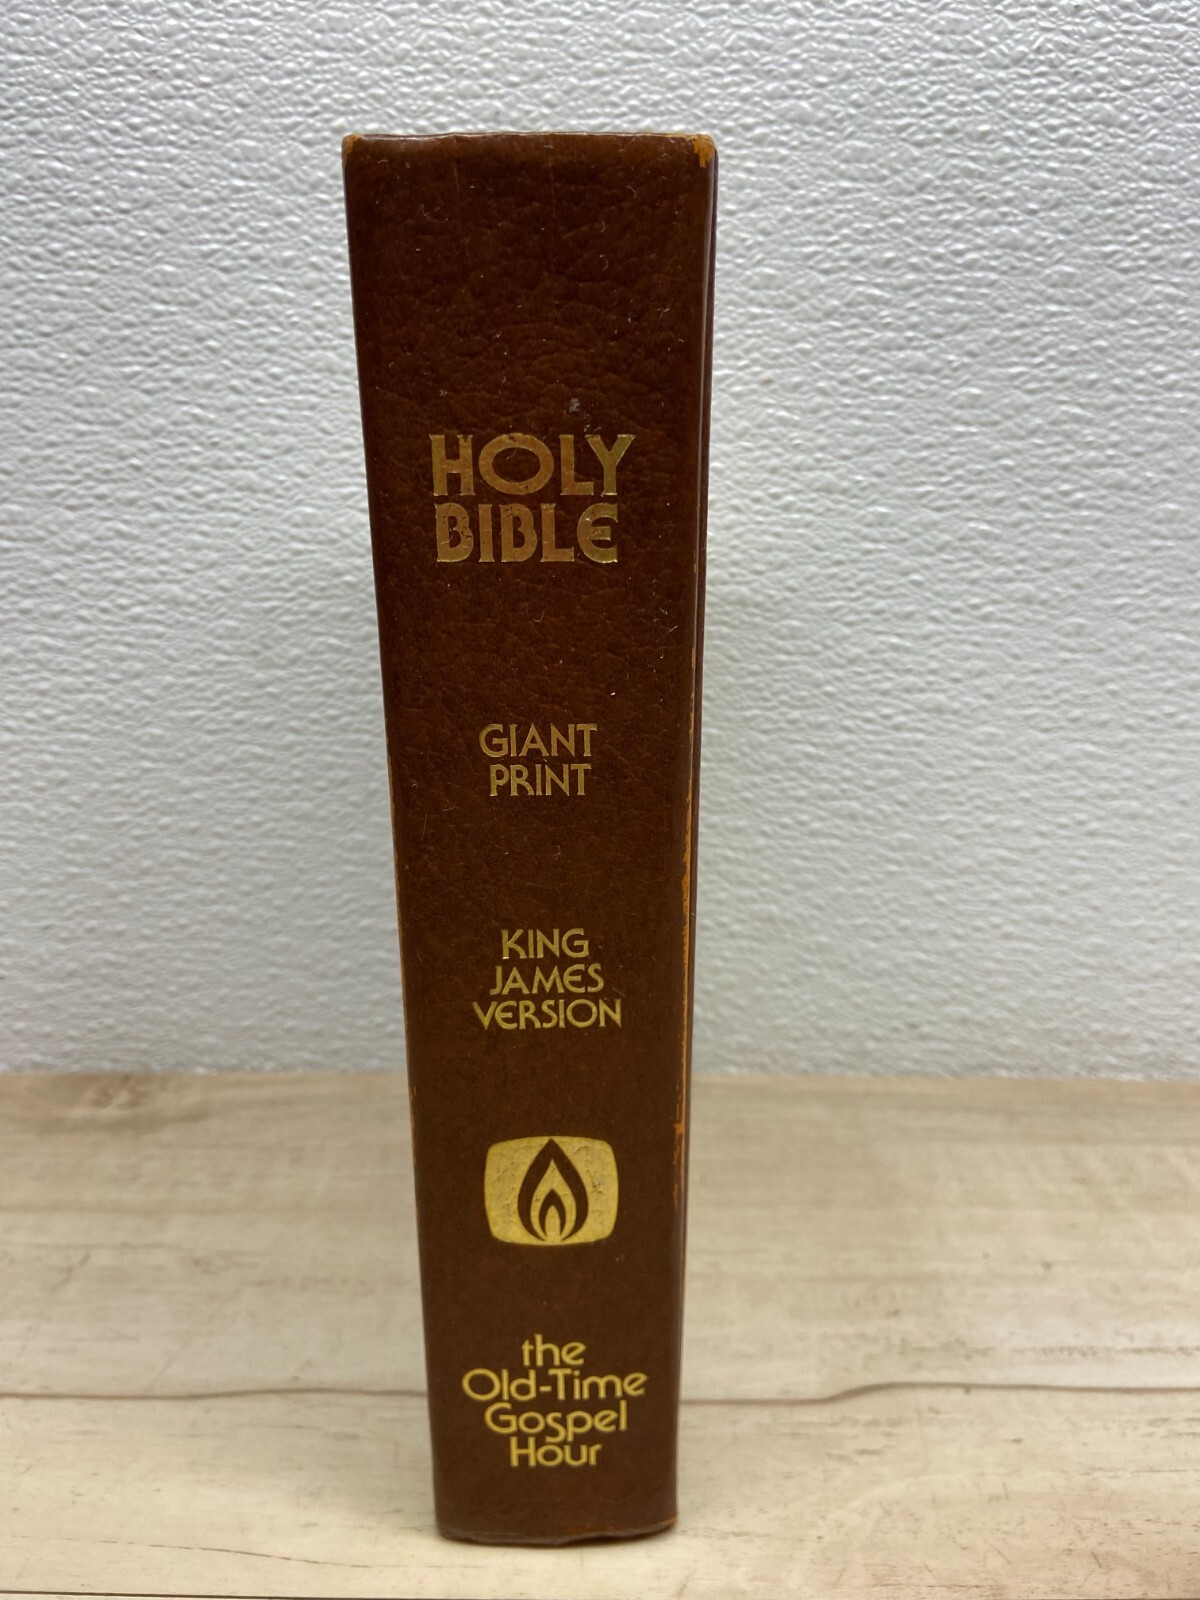 HOLY
BIBLE
GIANT
PRINT
KING
JAMES
VERSION
the
Old-Time
Gospel
Hour